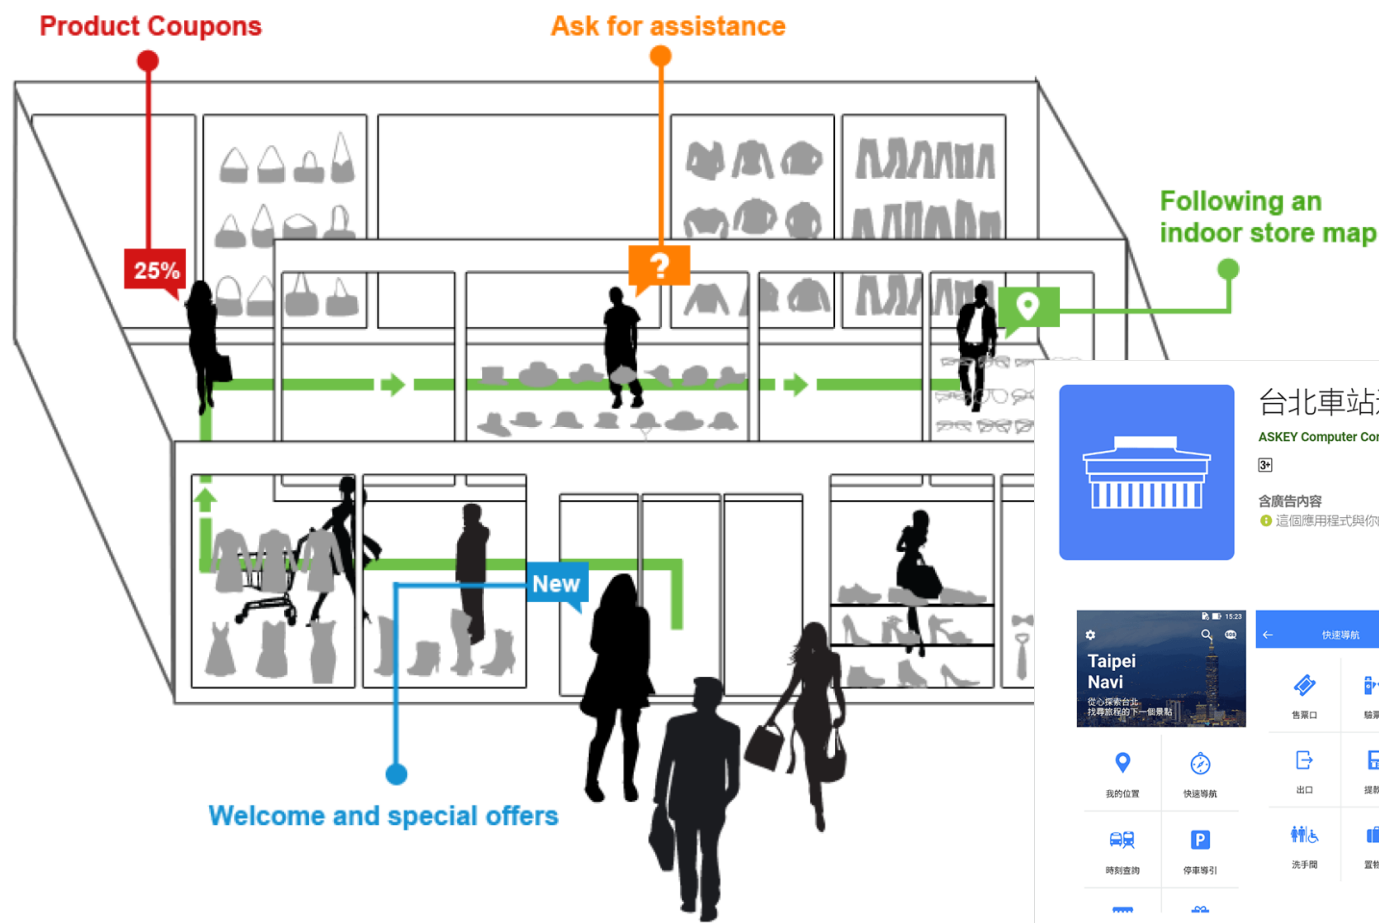 Product Coupons
Ask for assistance
Following an
indoor store map
25%
?
New
Welcome and special offers
台北車站
ASKEY Computer
3+
含廣告內容
這個應用程式與你
15:23
Taipei
Navi
從心探索台北
找尋旅程的下一個景點
我的位置
快速導航
時刻查詢
P
停車導引
快速導航
售票口
出口
洗手間